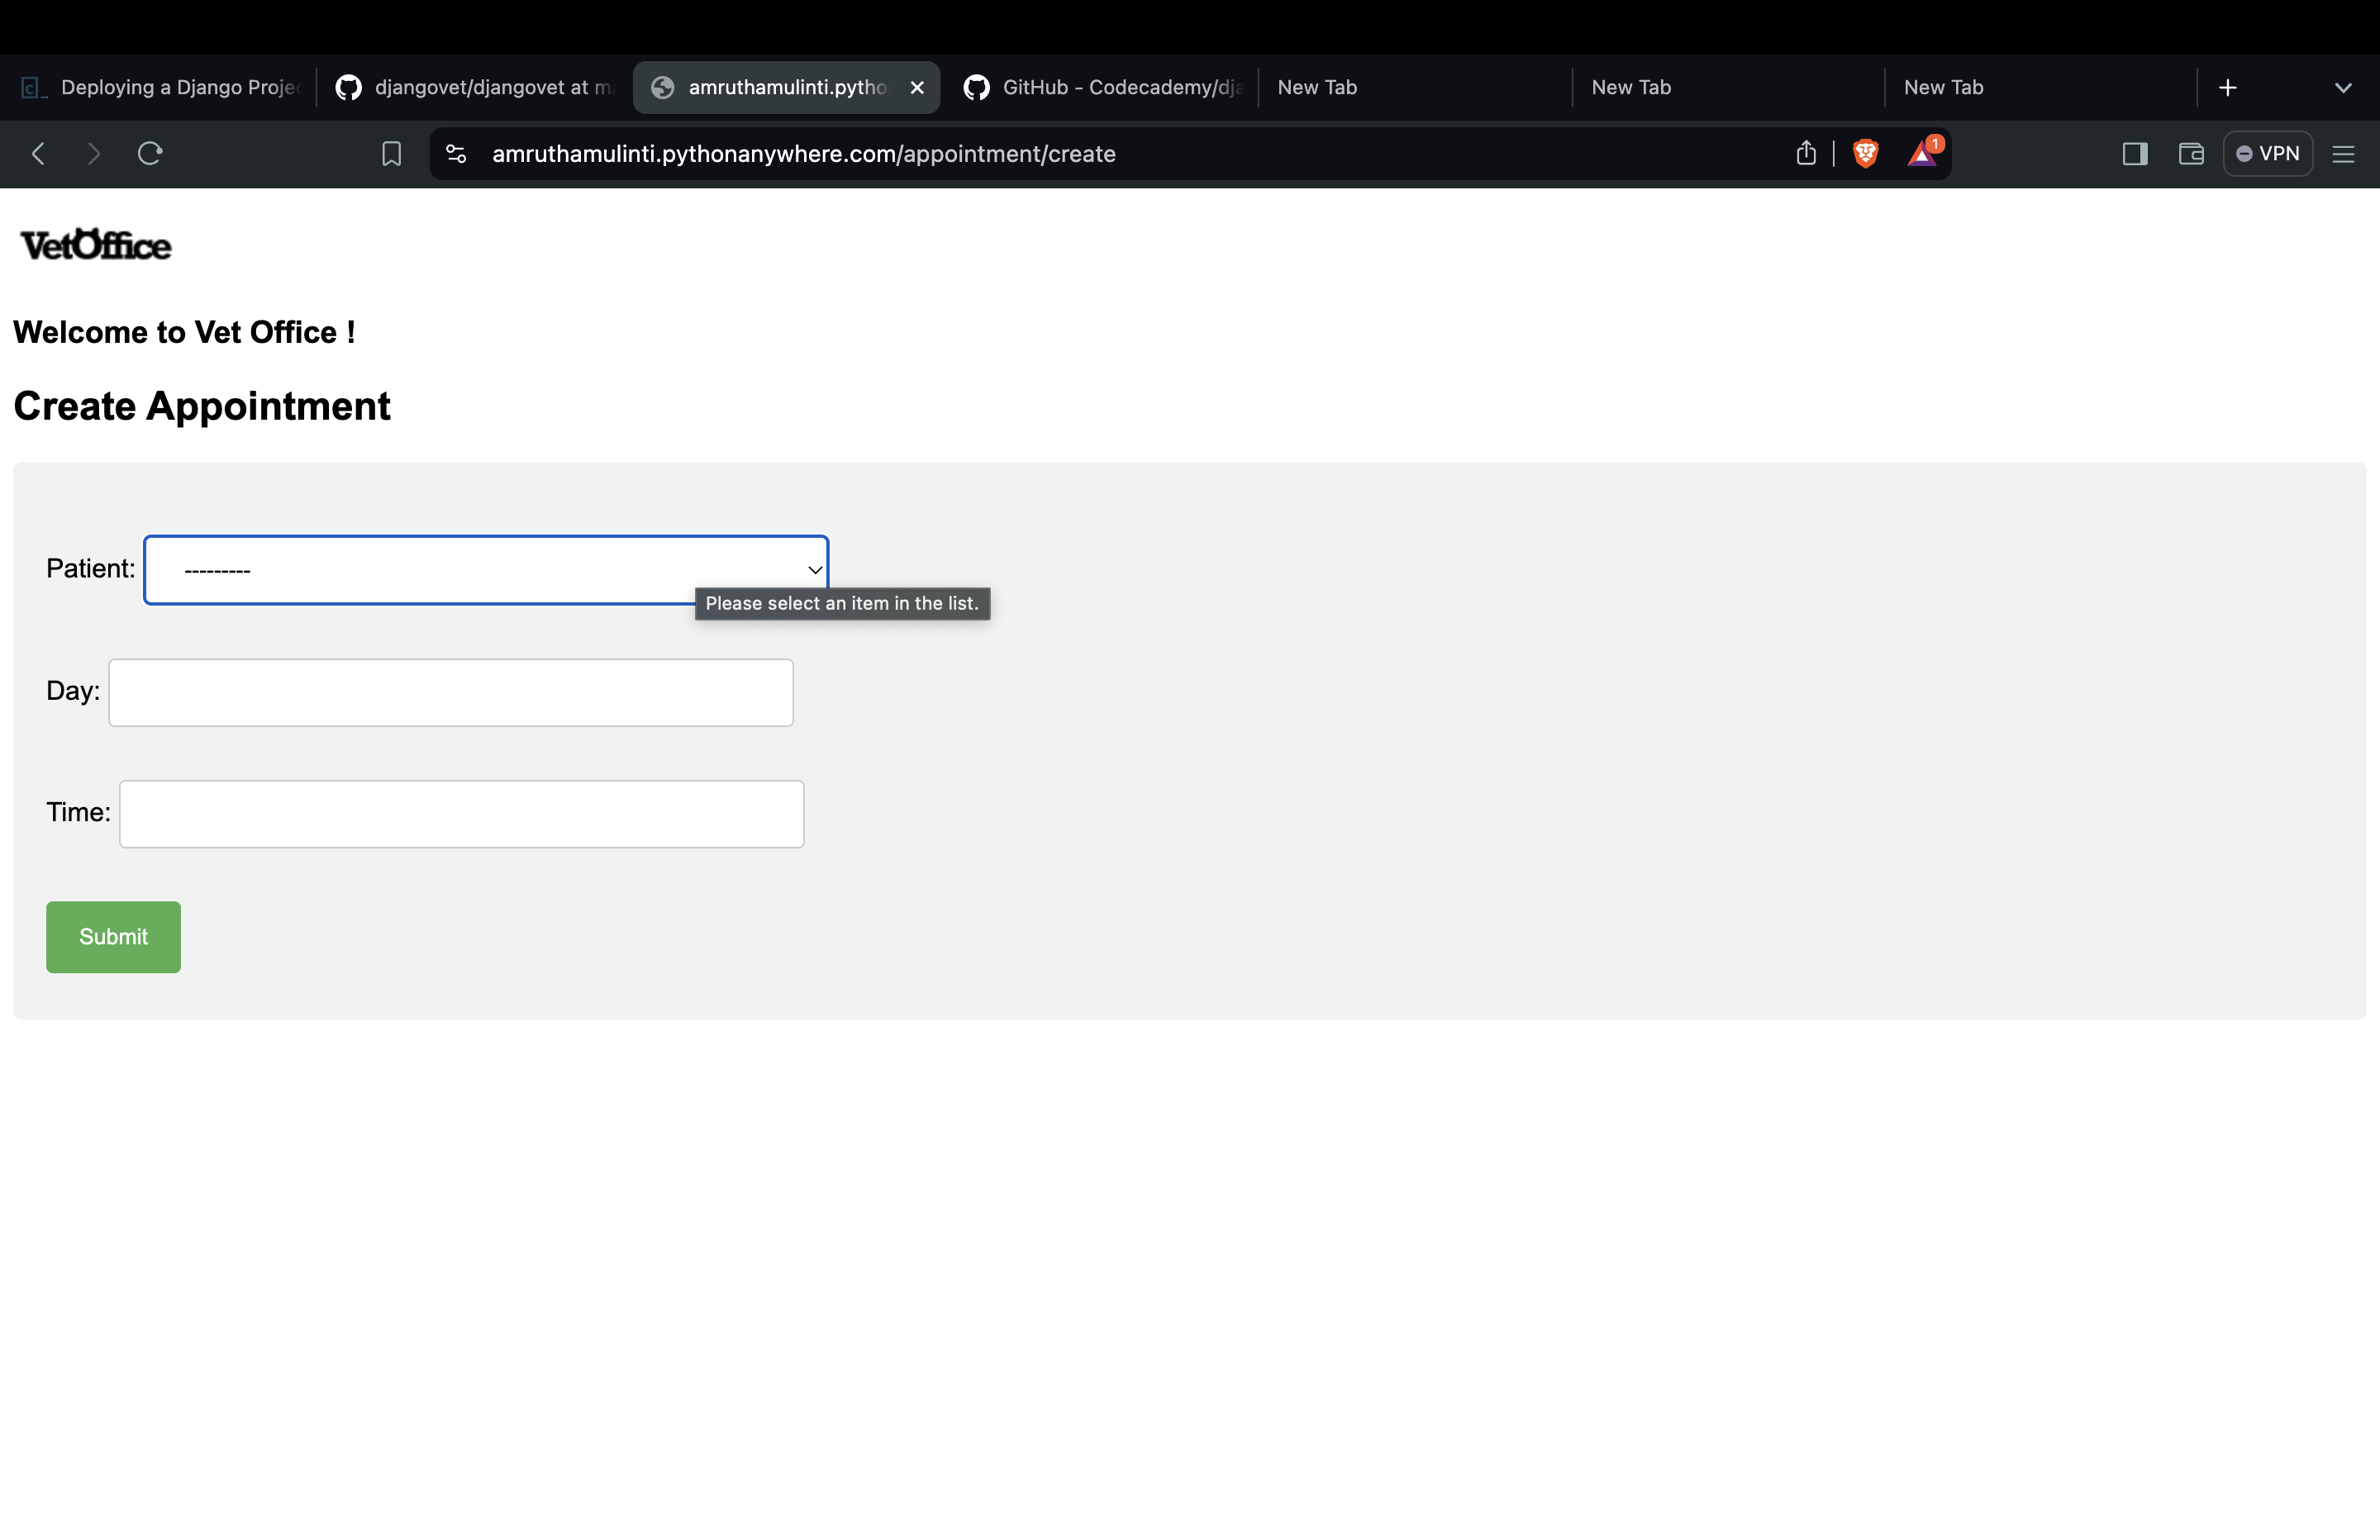 Deploying a Django Projec
djangovet/djangovet at m
amruthamulinti.pytho
GitHub - Codecademy/dja
New Tab
New Tab
New Tab
amruthamulinti.pythonanywhere.com/appointment/create
1
VPN
VetOffice
Welcome to Vet Office !
Create Appointment
Patient:
---------
Please select an item in the list.
Day:
Time:
Submit